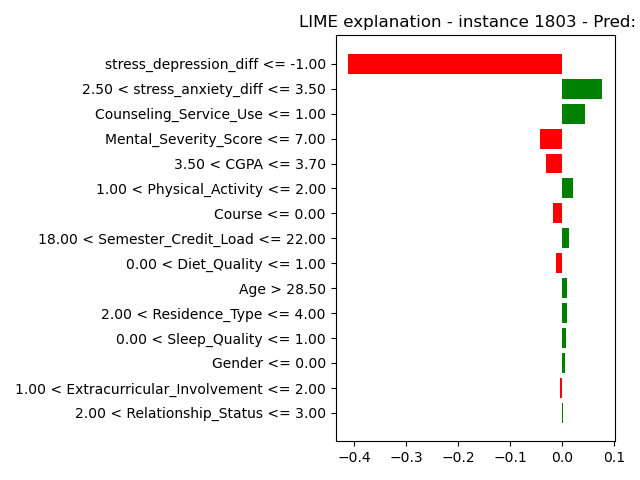 LIME explanation - instance 1803 - Pred:
stress_depression_diff <= -1.00
2.50 < stress_anxiety_diff <= 3.50
Counseling_Service_Use <= 1.00
Mental_Severity_Score <= 7.00
3.50 < CGPA <= 3.70
1.00 < Physical_Activity <= 2.00
Course <= 0.00
18.00 < Semester_Credit_Load <= 22.00
0.00 < Diet_Quality <= 1.00
Age > 28.50
2.00 < Residence_Type <= 4.00
0.00 < Sleep_Quality <= 1.00
Gender <= 0.00
1.00 < Extracurricular_Involvement <= 2.00
2.00 < Relationship_Status <= 3.00
−0.4 −0.3 −0.2 −0.1 0.0 0.1